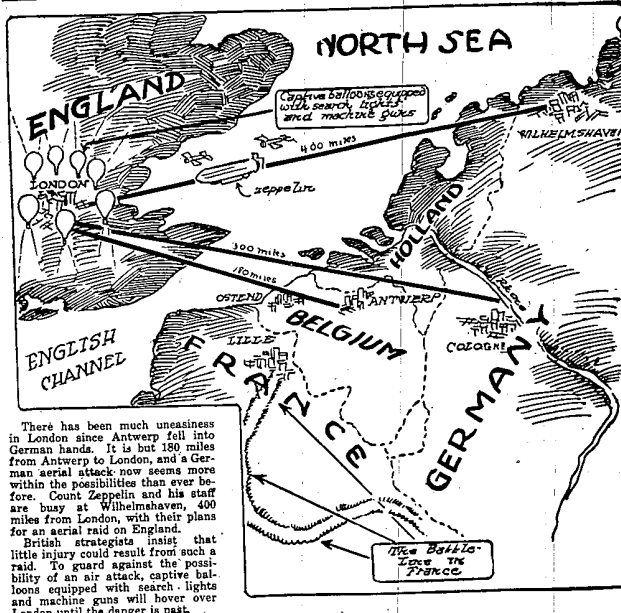 NORTH SEA
ENGLAND
Captive balloons equipped
with search lights
and machine guns
WILHELMSHAVEN
400 miles
zeppelin
LONDON
HOLLAND
300 miles
180 miles
OSTEND
ANTWERP
BELGIUM
COLOGNE
GERMANY
ENGLISH
CHANNEL
LILLE
FRANCE
The Battle-
Line in
France
There has been much uneasiness
in London since Antwerp fell into
German hands. It is but 180 miles
from Antwerp to London, and a Ger-
man aerial attack now seems more
within the possibilities than ever be-
fore. Count Zeppelin and his staff
are busy at Wilhelmshaven, 400
miles from London, with their plans
for an aerial raid on England.
British strategists insist that
little injury could result from such a
raid. To guard against the possi-
bility of an air attack, captive bal-
loons equipped with search lights
and machine guns will hover over
London until the danger is past.